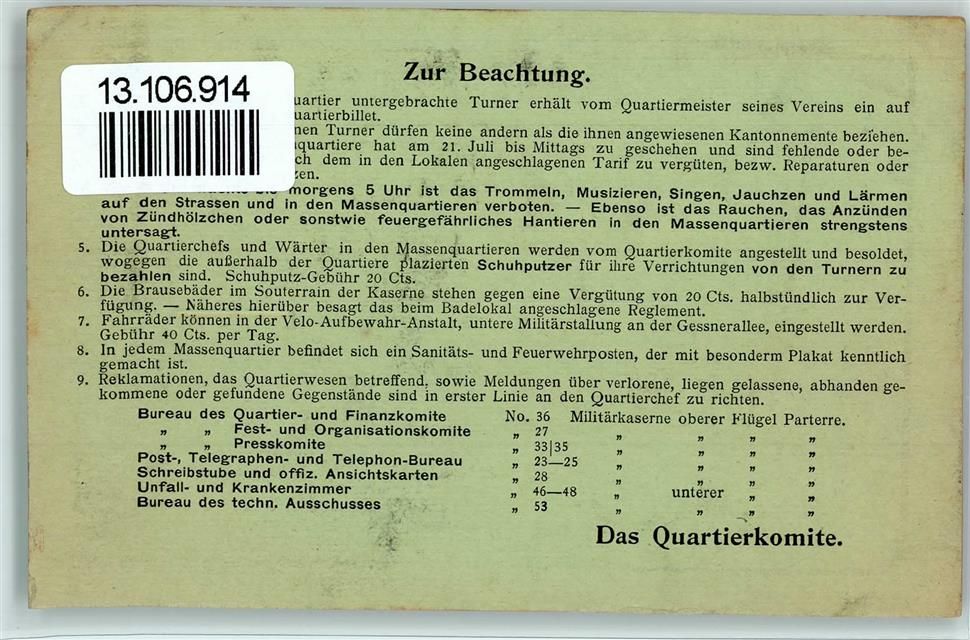 Zur Beachtung.
13.106.914
uartier untergebrachte Turner erhält vom Quartiermeister seines Vereins ein auf
uartierbillet.
nen Turner dürfen keine andern als die ihnen angewiesenen Kantonnemente beziehen.
quartiere hat am 21. Juli bis Mittags zu geschehen und sind fehlende oder be-
ch dem in den Lokalen angeschlagenen Tarif zu vergüten, bezw. Reparaturen oder
zen.
morgens 5 Uhr ist das Trommeln, Musizieren, Singen, Jauchzen und Lärmen
auf den Strassen und in den Massenquartieren verboten. — Ebenso ist das Rauchen, das Anzünden
von Zündhölzchen oder sonstwie feuergefährliches Hantieren in den Massenquartieren strengstens
untersagt.
5. Die Quartierchefs und Wärter in den Massenquartieren werden vom Quartierkomite angestellt und besoldet,
wogegen die außerhalb der Quartiere plazierten Schuhputzer für ihre Verrichtungen von den Turnern zu
bezahlen sind. Schuhputz-Gebühr 20 Cts.
6. Die Brausebäder im Souterrain der Kaserne stehen gegen eine Vergütung von 20 Cts. halbstündlich zur Ver-
fügung. — Näheres hierüber besagt das beim Badelokal angeschlagene Reglement.
7. Fahrräder können in der Velo-Aufbewahr-Anstalt, untere Militärstallung an der Gessnerallee, eingestellt werden.
Gebühr 40 Cts. per Tag.
8. In jedem Massenquartier befindet sich ein Sanitäts- und Feuerwehrposten, der mit besonderm Plakat kenntlich
gemacht ist.
9. Reklamationen, das Quartierwesen betreffend, sowie Meldungen über verlorene, liegen gelassene, abhanden ge-
kommene oder gefundene Gegenstände sind in erster Linie an den Quartierchef zu richten.
Bureau des Quartier- und Finanzkomite No. 36 Militärkaserne oberer Flügel Parterre.
„ „ Fest- und Organisationskomite „ 27 „ „ „ „
„ „ Presskomite „ 33|35 „ „ „ „
Post-, Telegraphen- und Telephon-Bureau „ 23—25 „ „ „ „
Schreibstube und offiz. Ansichtskarten „ 28 „ „ „ „
Unfall- und Krankenzimmer „ 46—48 „ unterer „ „
Bureau des techn. Ausschusses „ 53 „ „ „ „
Das Quartierkomite.